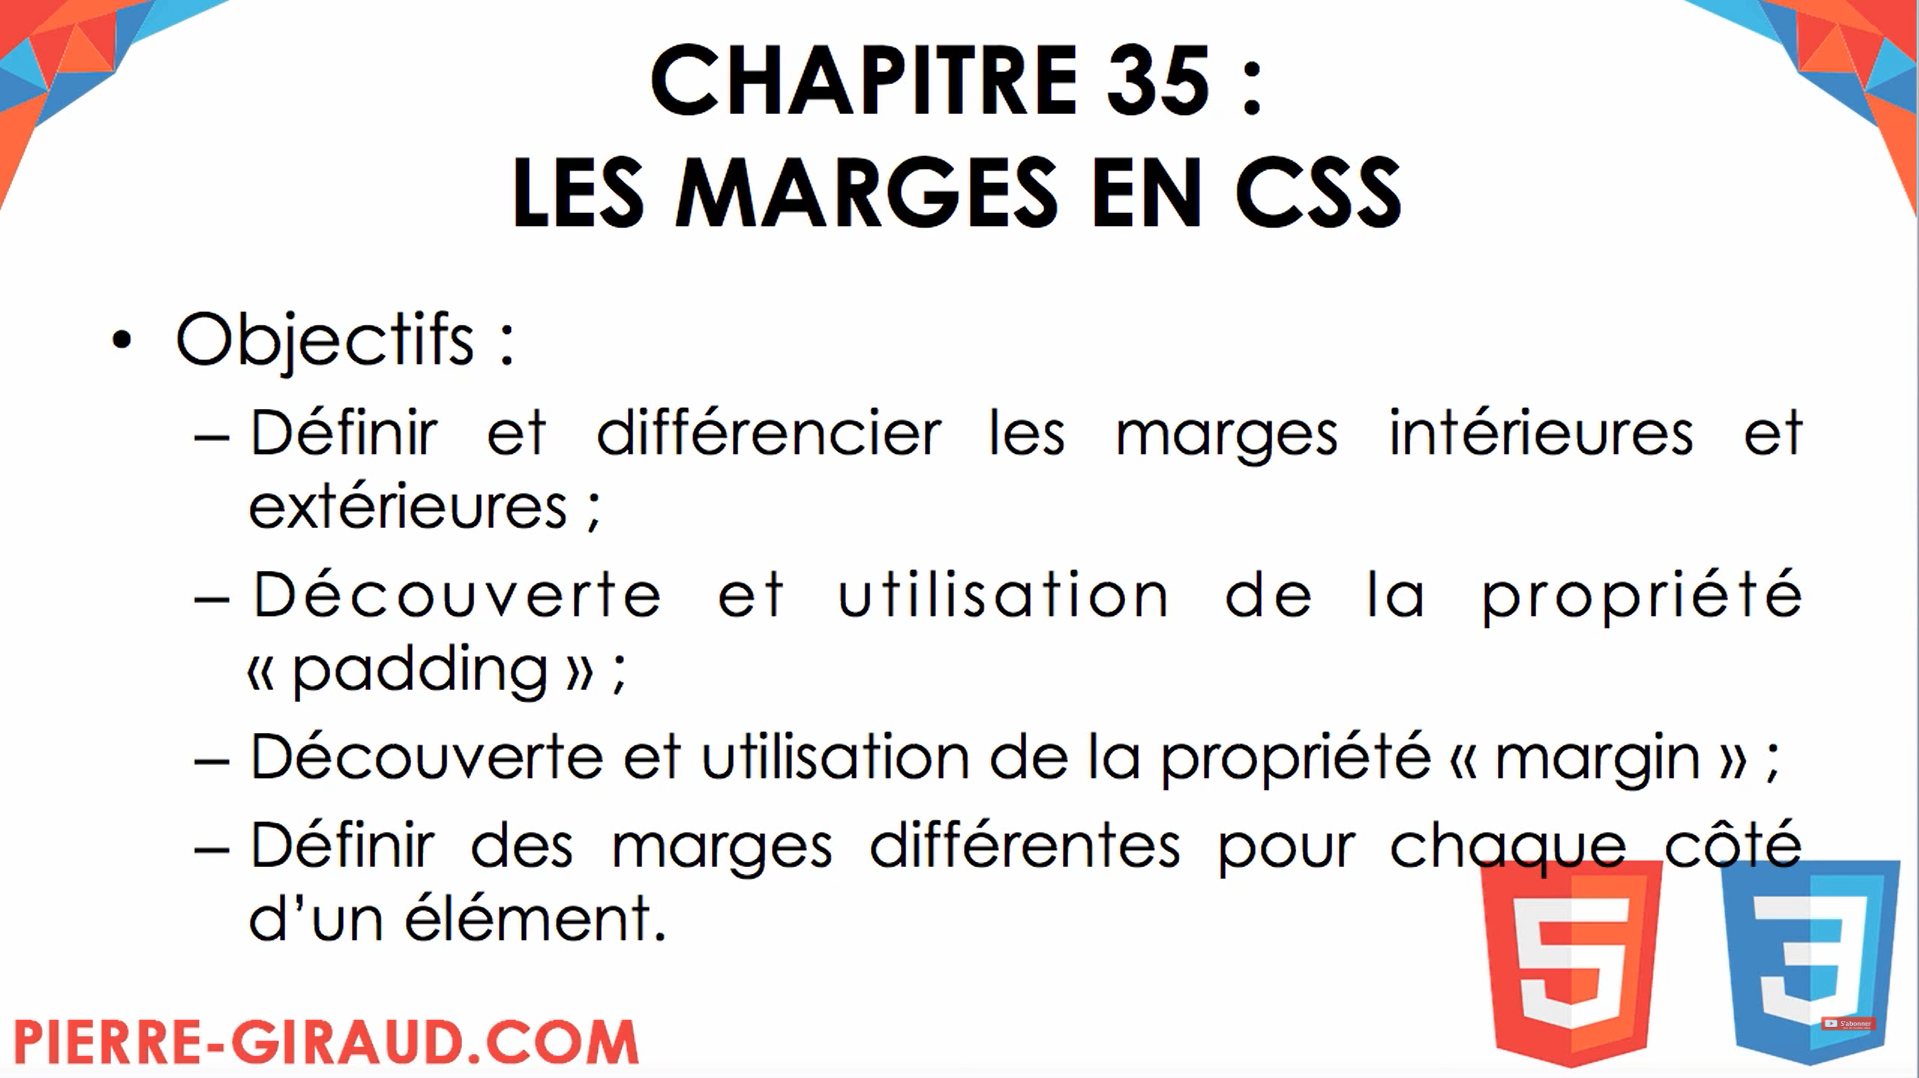 CHAPITRE 35 :
LES MARGES EN CSS
• Objectifs :
– Définir et différencier les marges intérieures et
extérieures ;
– Découverte et utilisation de la propriété
« padding » ;
– Découverte et utilisation de la propriété « margin » ;
– Définir des marges différentes pour chaque côté
d’un élément.
5
3
S'abonner
PIERRE-GIRAUD.COM